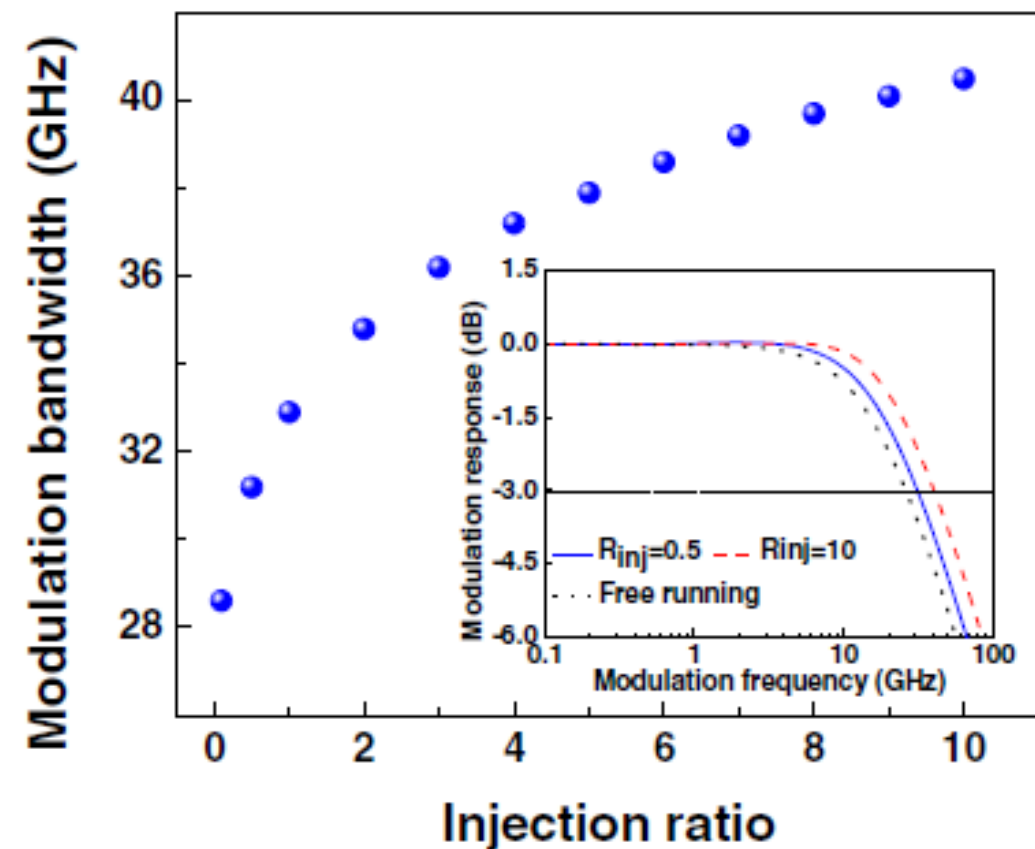 Modulation bandwidth (GHz)
40
36
32
28
0 2 4 6 8 10
Injection ratio
Modulation response (dB)
1.5
0.0
-1.5
-3.0
-4.5
-6.0
Rinj=0.5 Rinj=10
Free running
0.1 1 10 100
Modulation frequency (GHz)